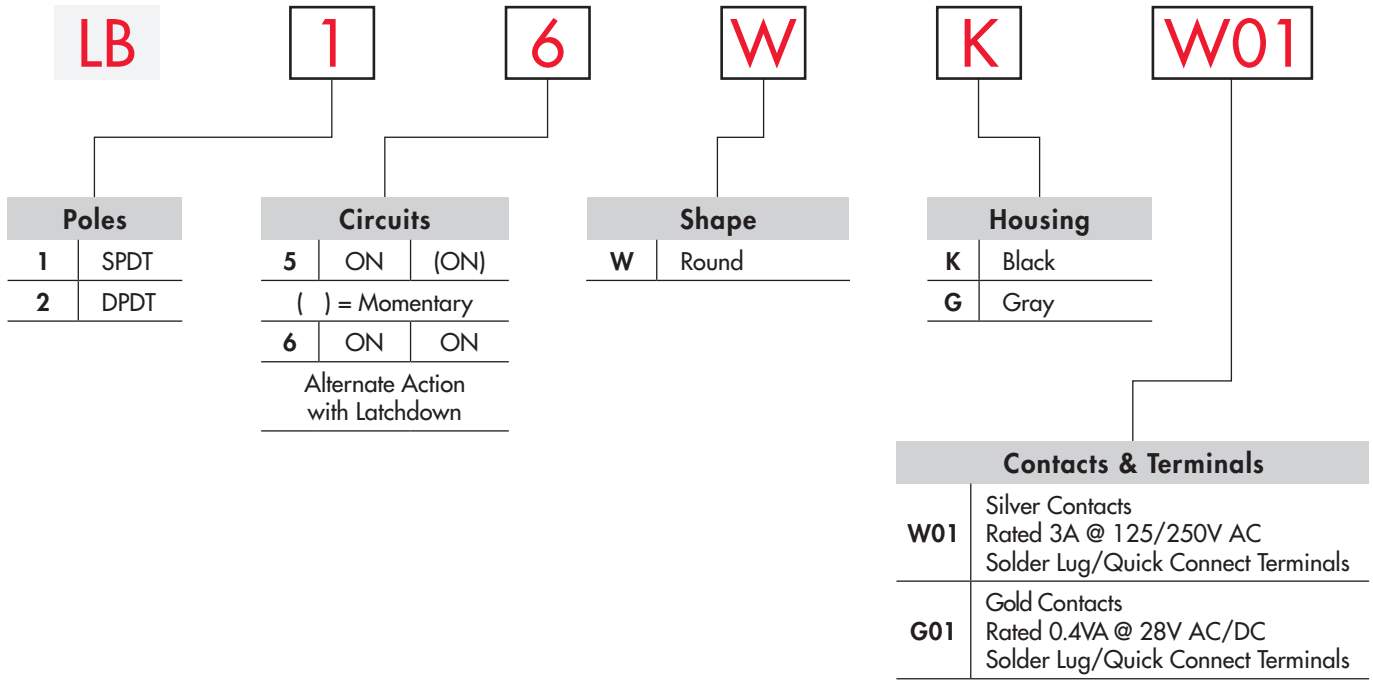 LB 1 6 W K W01
Poles
1 SPDT
2 DPDT
Circuits
5 ON (ON)
( ) = Momentary
6 ON ON
Alternate Action
with Latchdown
Shape
W Round
Housing
K Black
G Gray
Contacts & Terminals
W01
Silver Contacts
Rated 3A @ 125/250V AC
Solder Lug/Quick Connect Terminals
G01
Gold Contacts
Rated 0.4VA @ 28V AC/DC
Solder Lug/Quick Connect Terminals